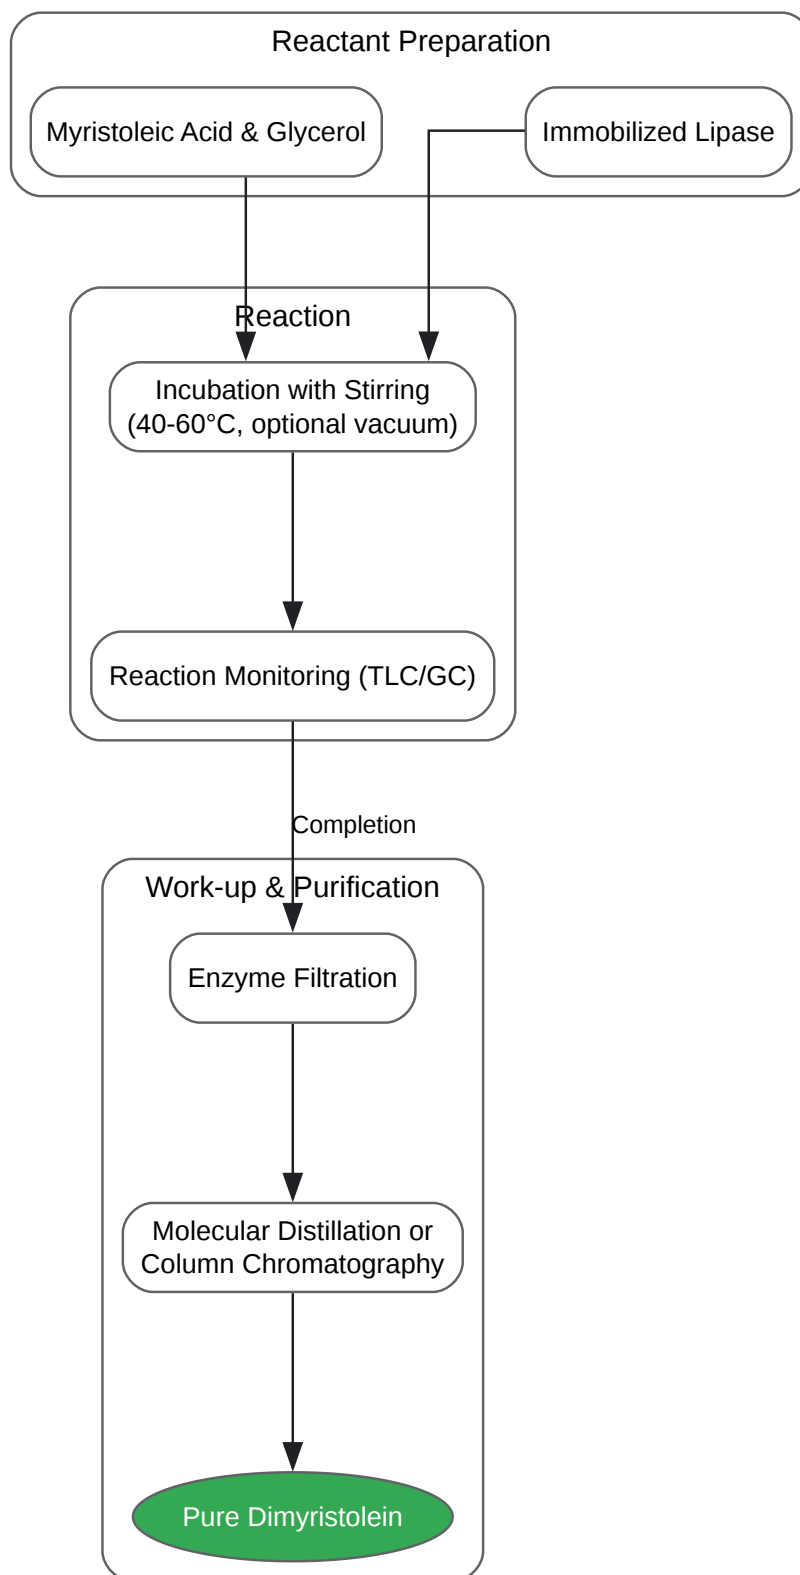 Reactant Preparation
Myristoleic Acid & Glycerol
Immobilized Lipase
Reaction
Incubation with Stirring
(40-60°C, optional vacuum)
Reaction Monitoring (TLC/GC)
Completion
Work-up & Purification
Enzyme Filtration
Molecular Distillation or
Column Chromatography
Pure Dimyristolein